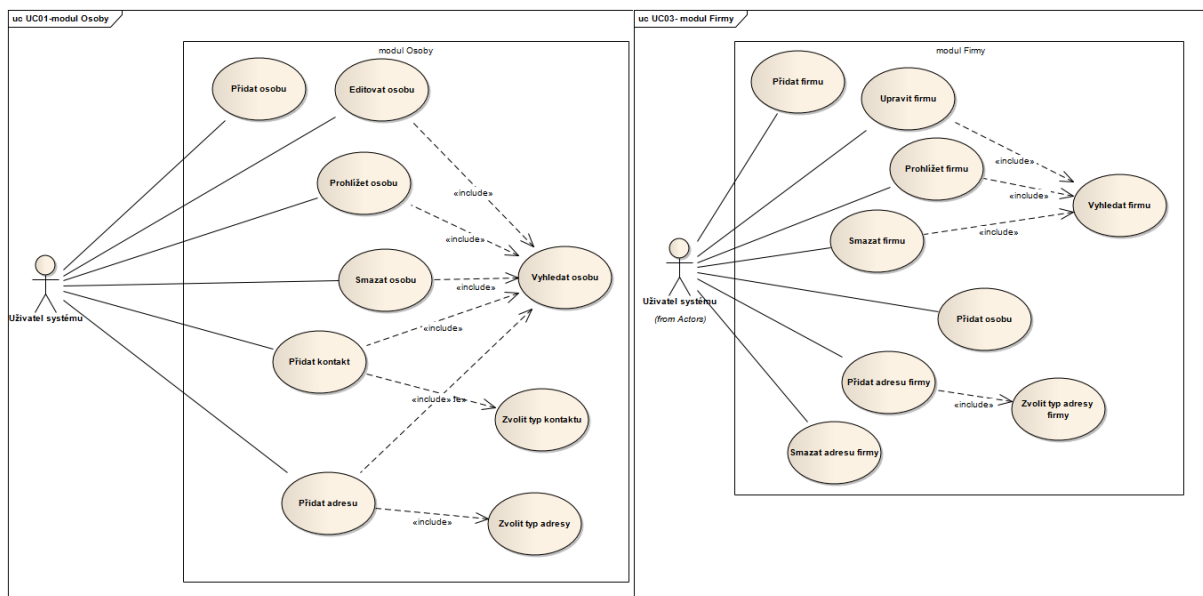 uc UC01-modul Osoby
modul Osoby
Přidat osobu
Editovat osobu
Prohlížet osobu
«include»
«include»
Smazat osobu
«include»
Vyhledat osobu
Uživatel systému
«include»
Přidat kontakt
«include»
Zvolit typ kontaktu
Přidat adresu
«include»
Zvolit typ adresy
uc UC03- modul Firmy
modul Firmy
Přidat firmu
Upravit firmu
«include»
Prohlížet firmu
«include»
Vyhledat firmu
Smazat firmu
«include»
Uživatel systému
(from Actors)
Přidat osobu
Přidat adresu firmy
«include»
Zvolit typ adresy
firmy
Smazat adresu firmy